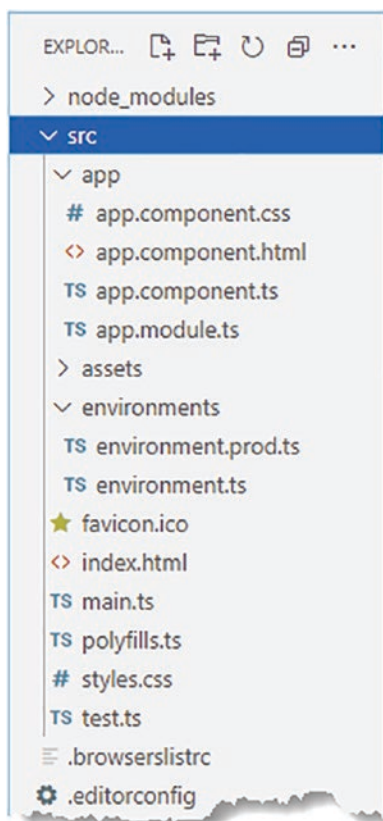 EXPLOR... ...
> node_modules
src
app
# app.component.css
<> app.component.html
TS app.component.ts
TS app.module.ts
> assets
environments
TS environment.prod.ts
TS environment.ts
favicon.ico
<> index.html
TS main.ts
TS polyfills.ts
# styles.css
TS test.ts
.browserslistrc
.editorconfig